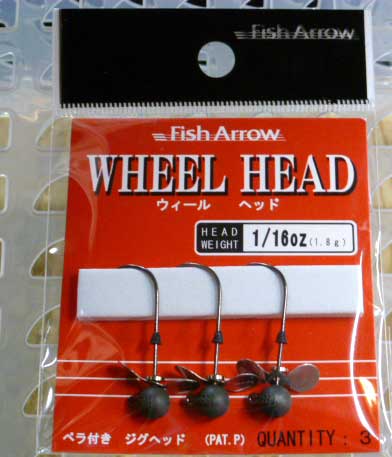 Fish Arrow
Fish Arrow
WHEEL HEAD
ウィール ヘッド
HEAD WEIGHT 1/16oz (1.8g)
ペラ付き ジグヘッド (PAT.P) QUANTITY : 3